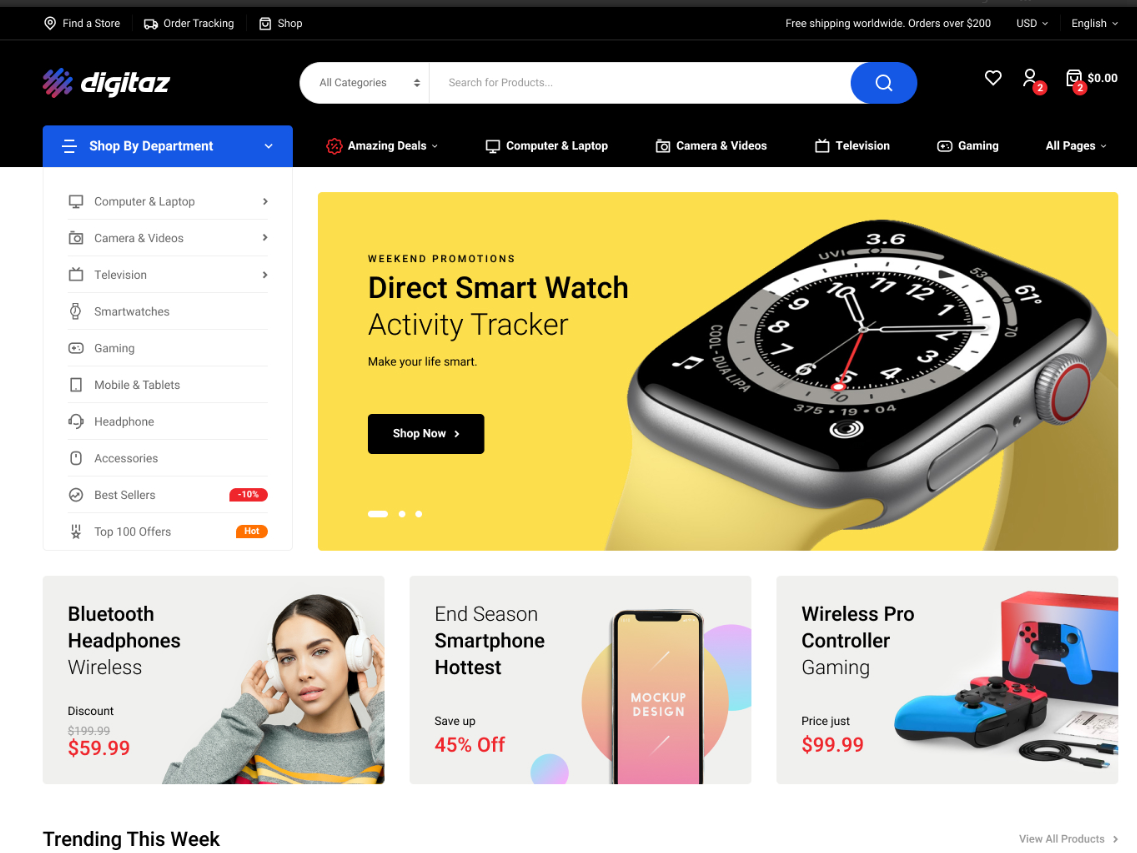 Find a Store
Order Tracking
Shop
Free shipping worldwide. Orders over $200
USD
English
digitaz
All Categories
Search for Products...
2
2
$0.00
Shop By Department
Amazing Deals
Computer & Laptop
Camera & Videos
Television
Gaming
All Pages
Computer & Laptop
Camera & Videos
Television
Smartwatches
Gaming
Mobile & Tablets
Headphone
Accessories
Best Sellers
-10%
Top 100 Offers
Hot
WEEKEND PROMOTIONS
Direct Smart Watch
Activity Tracker
Make your life smart.
Shop Now
3.6
UVI
53
61°
70
10
11
12
1
2
3
4
5
6
7
8
9
10
COOL - DUA LIPA
375 • 19 • 04
Bluetooth
Headphones
Wireless
Discount
$199.99
$59.99
End Season
Smartphone
Hottest
Save up
45% Off
MOCKUP
DESIGN
Wireless Pro
Controller
Gaming
Price just
$99.99
Trending This Week
View All Products